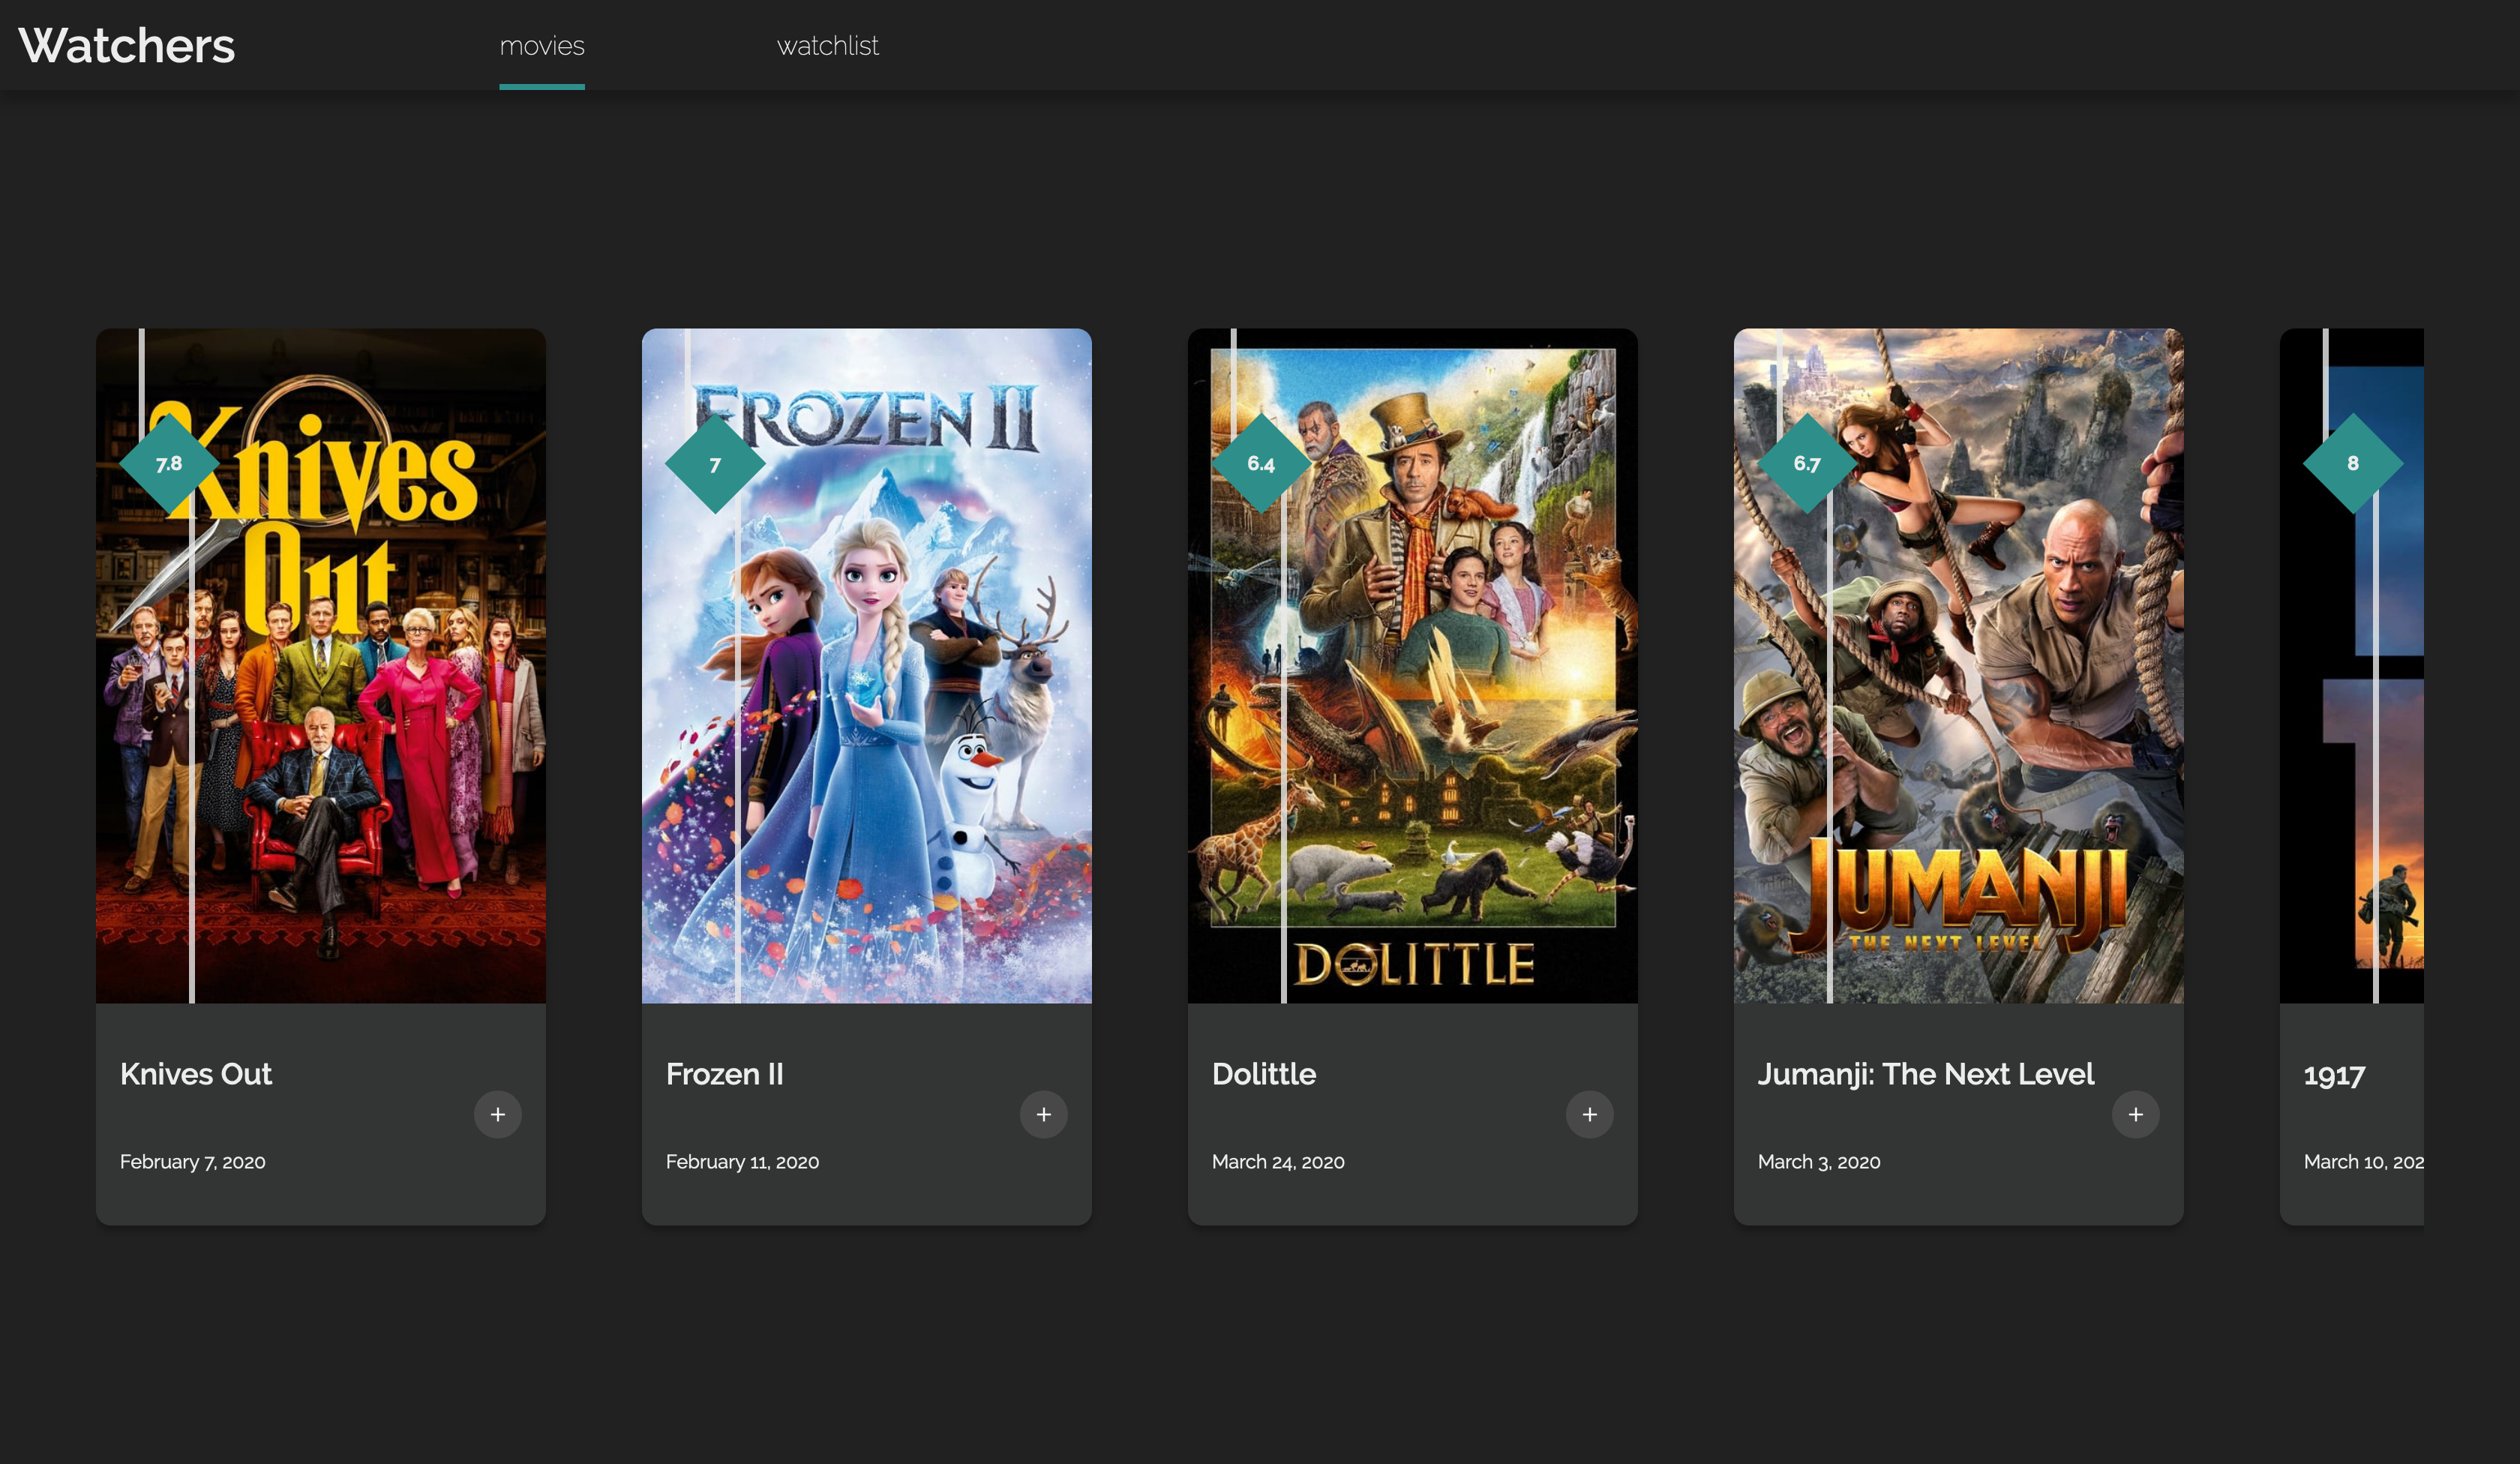 Watchers
movies
watchlist
Knives
Out
7.8
Knives Out
+
February 7, 2020
FROZEN II
7
Frozen II
+
February 11, 2020
6.4
DOLITTLE
Dolittle
+
March 24, 2020
6.7
JUMANJI
THE NEXT LEVEL
Jumanji: The Next Level
+
March 3, 2020
8
1917
March 10, 202